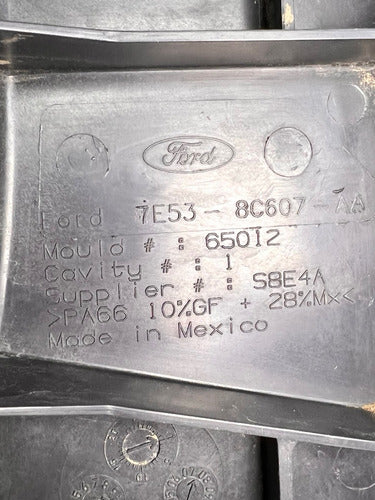 Ford
Ford 7E53-8C607-AA
Mould #: 65012
Cavity #: 1
Supplier #: S8E4A
>PA66 10%GF + 28%Mx<
Made in Mexico